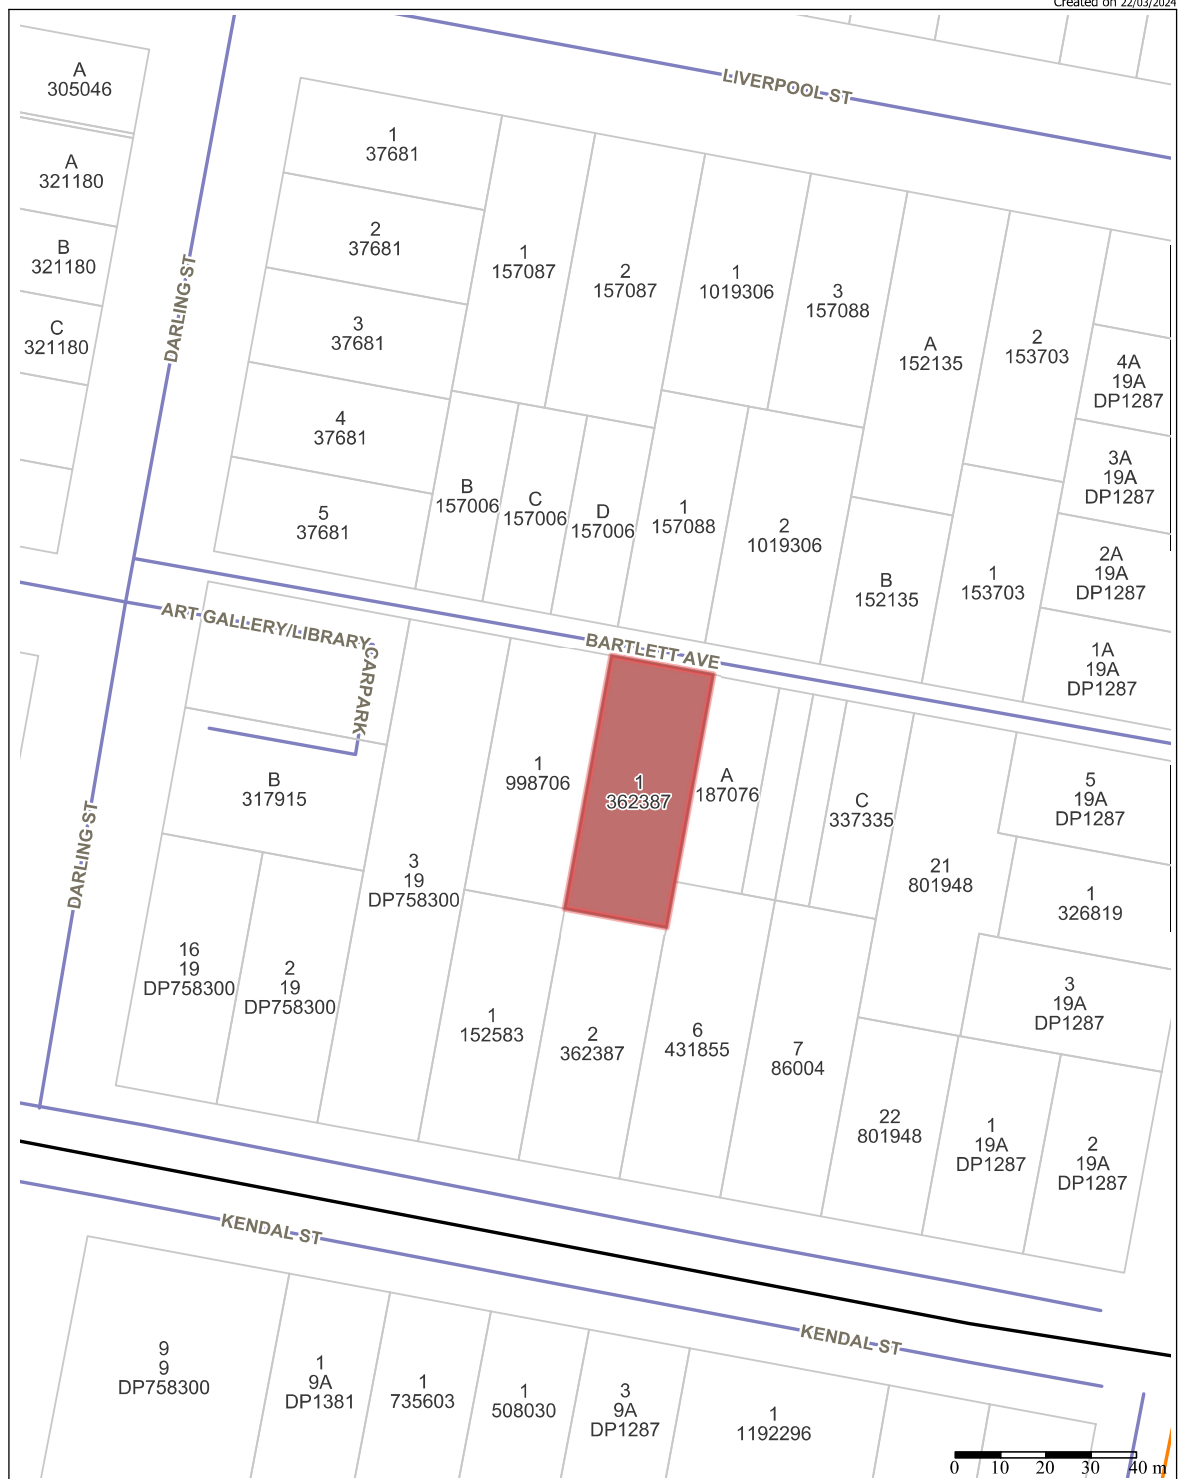 Created on 22/03/2024
LIVERPOOL ST
A
305046
A
321180
B
321180
C
321180
DARLING ST
1
37681
2
37681
3
37681
4
37681
5
37681
1
157087
2
157087
1
1019306
3
157088
A
152135
2
153703
4A
19A
DP1287
3A
19A
DP1287
2A
19A
DP1287
1A
19A
DP1287
B
157006
C
157006
D
157006
1
157088
2
1019306
B
152135
1
153703
ART GALLERY/LIBRARY
CARPARK
BARTLETT AVE
DARLING ST
B
317915
3
19
DP758300
1
998706
1
362387
A
187076
C
337335
21
801948
5
19A
DP1287
1
326819
3
19A
DP1287
16
19
DP758300
2
19
DP758300
1
152583
2
362387
6
431855
7
86004
22
801948
1
19A
DP1287
2
19A
DP1287
KENDAL ST
KENDAL ST
9
9
DP758300
1
9A
DP1381
1
735603
1
508030
3
9A
DP1287
1
1192296
0 10 20 30 40 m